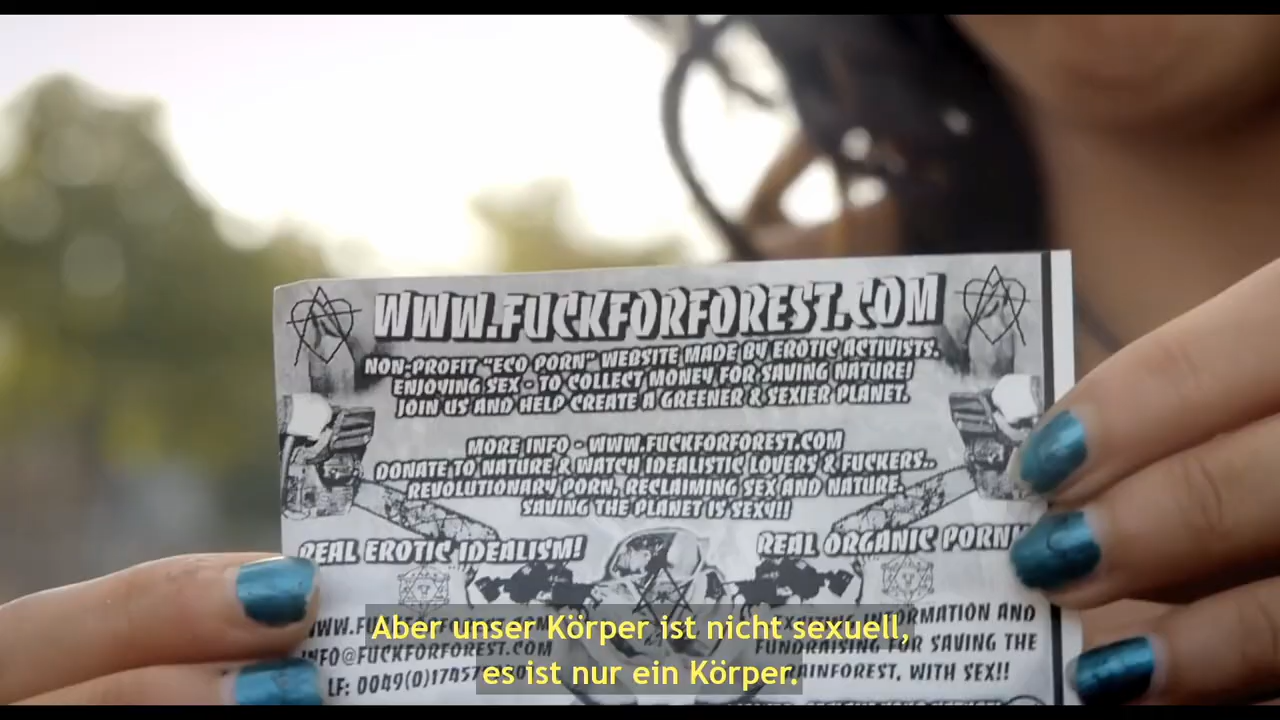 WWW.FUCKFORFOREST.COM
NON-PROFIT "ECO PORN" WEBSITE MADE BY EROTIC ACTIVISTS.
ENJOYING SEX - TO COLLECT MONEY FOR SAVING NATURE!
JOIN US AND HELP CREATE A GREENER & SEXIER PLANET.
MORE INFO - WWW.FUCKFORFOREST.COM
DONATE TO NATURE & WATCH IDEALISTIC LOVERS & FUCKERS..
REVOLUTIONARY PORN, RECLAIMING SEX AND NATURE.
SAVING THE PLANET IS SEXY!!
REAL EROTIC IDEALISM!
REAL ORGANIC PORN!
INFORMATION AND
FUNDRAISING FOR SAVING THE
RAINFOREST, WITH SEX!!
INFO@FUCKFORFOREST.COM
Aber unser Körper ist nicht sexuell,
es ist nur ein Körper.